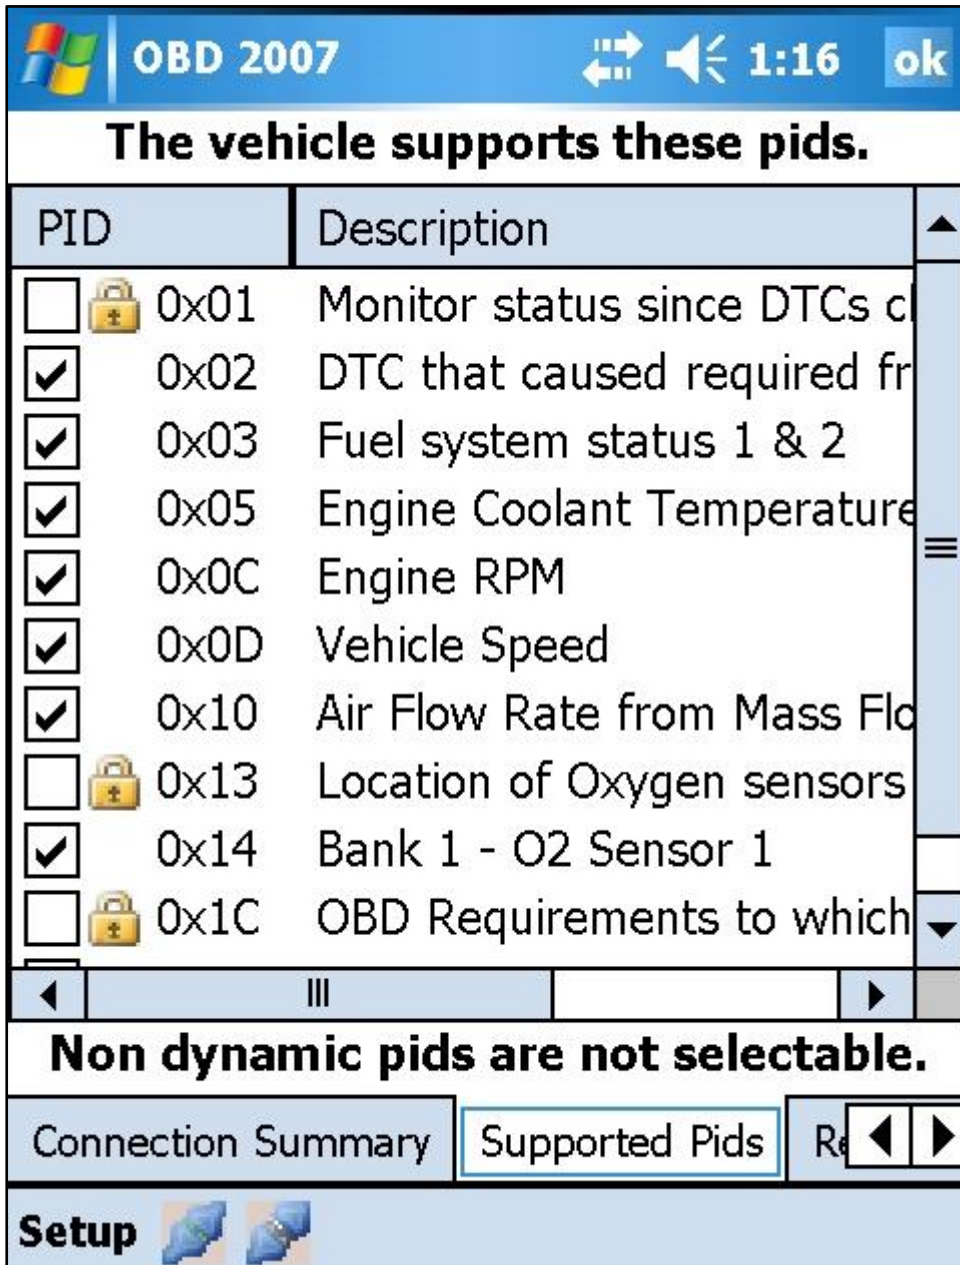 OBD 2007 1:16 ok
The vehicle supports these pids.
PID Description
0x01 Monitor status since DTCs cl
0x02 DTC that caused required fr
0x03 Fuel system status 1 & 2
0x05 Engine Coolant Temperature
0x0C Engine RPM
0x0D Vehicle Speed
0x10 Air Flow Rate from Mass Flo
0x13 Location of Oxygen sensors
0x14 Bank 1 - O2 Sensor 1
0x1C OBD Requirements to which
Non dynamic pids are not selectable.
Connection Summary Supported Pids Re
Setup